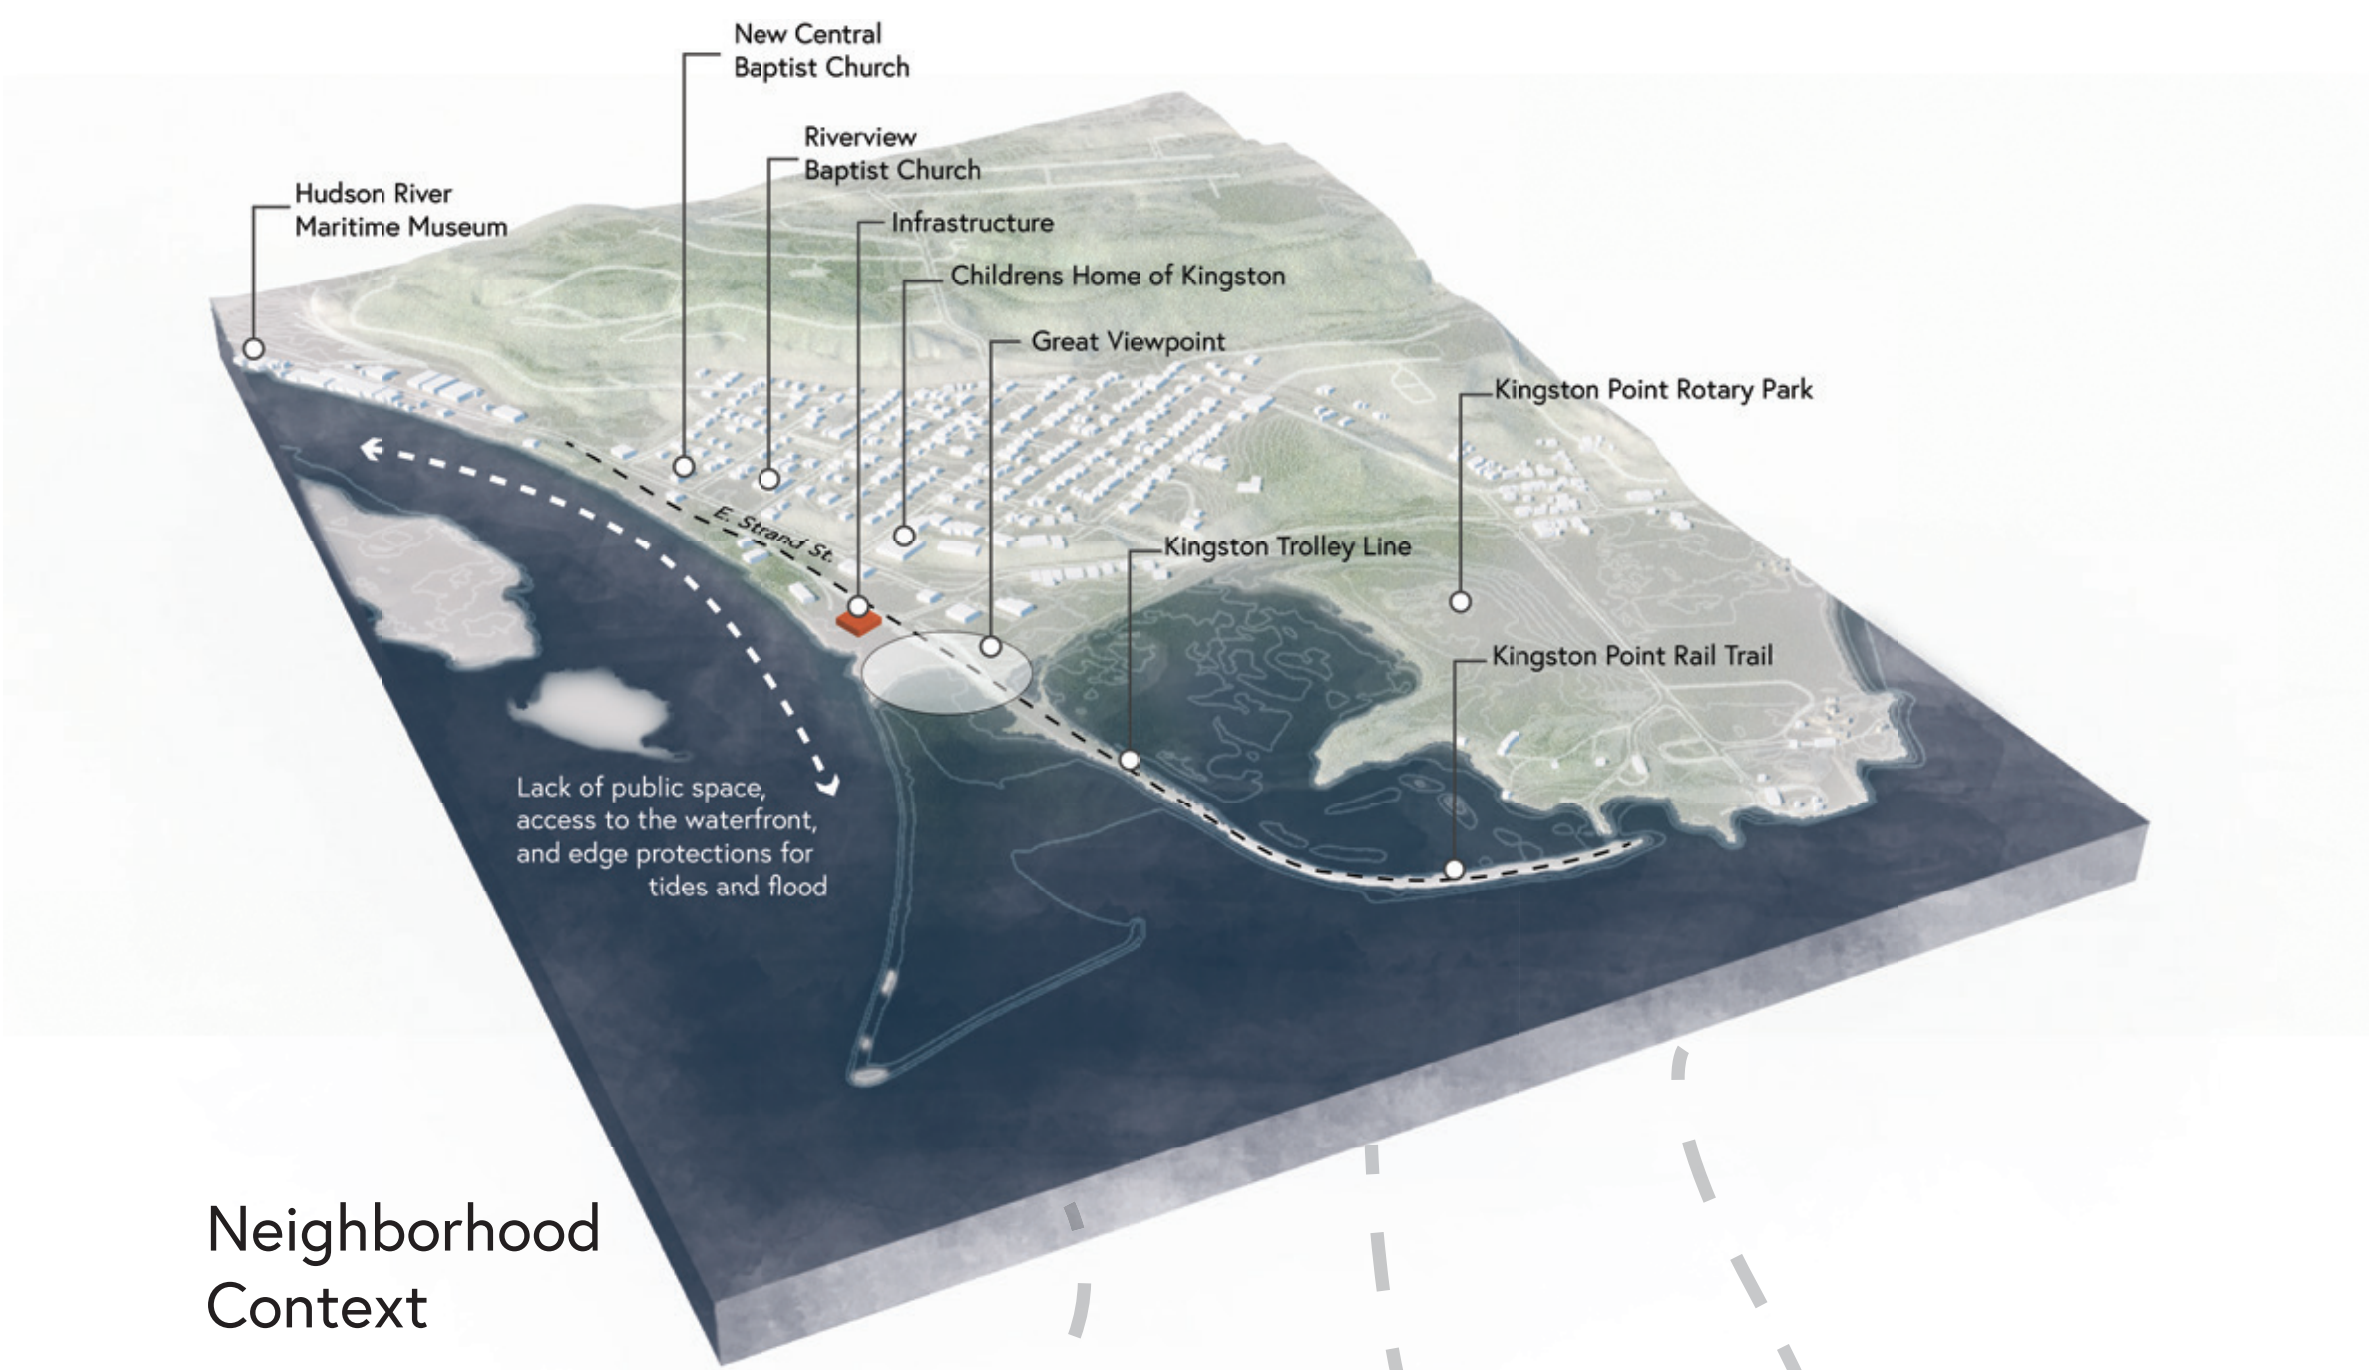 New Central
Baptist Church
Riverview
Baptist Church
Hudson River
Maritime Museum
Infrastructure
Childrens Home of Kingston
Great Viewpoint
Kingston Point Rotary Park
E. Strand St.
Kingston Trolley Line
Kingston Point Rail Trail
Lack of public space,
access to the waterfront,
and edge protections for
tides and flood
Neighborhood
Context